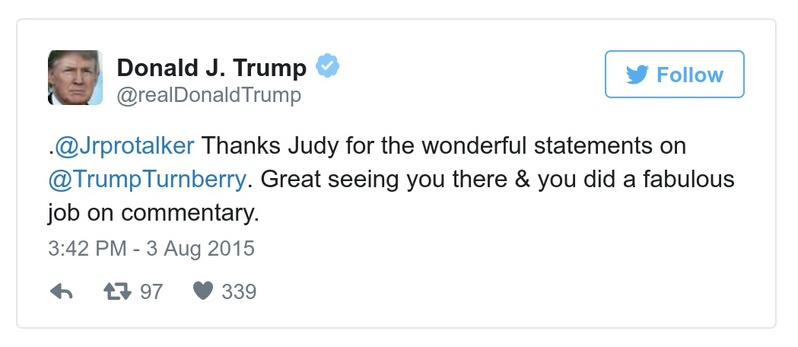 Donald J. Trump
@realDonaldTrump
Follow
.@Jrprotalker Thanks Judy for the wonderful statements on
@TrumpTurnberry. Great seeing you there & you did a fabulous
job on commentary.
3:42 PM - 3 Aug 2015
97 339